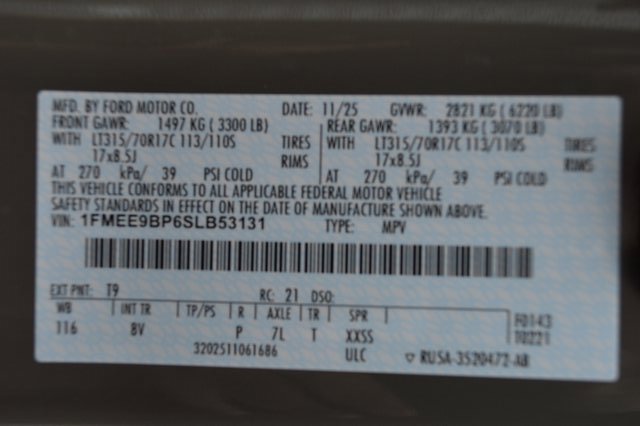 MFD. BY FORD MOTOR CO. DATE: 11/25 GVWR: 2821 KG (6220 LB)
FRONT GAWR: 1497 KG (3300 LB) REAR GAWR: 1393 KG (3070 LB)
WITH LT315/70R17C 113/110S TIRES WITH LT315/70R17C 113/110S TIRES
17x8.5J RIMS 17x8.5J RIMS
AT 270 kPa/ 39 PSI COLD AT 270 kPa/ 39 PSI COLD
THIS VEHICLE CONFORMS TO ALL APPLICABLE FEDERAL MOTOR VEHICLE
SAFETY STANDARDS IN EFFECT ON THE DATE OF MANUFACTURE SHOWN ABOVE.
VIN: 1FMEE9BP6SLB53131 TYPE: MPV
EXT PNT: T9 RC: 21 DSO:
WB INT TR TP/PS R AXLE TR SPR F0143
116 8V P 7L T XXSS T0221
3202511061686 ULC ▽ RUSA-3520472-AB